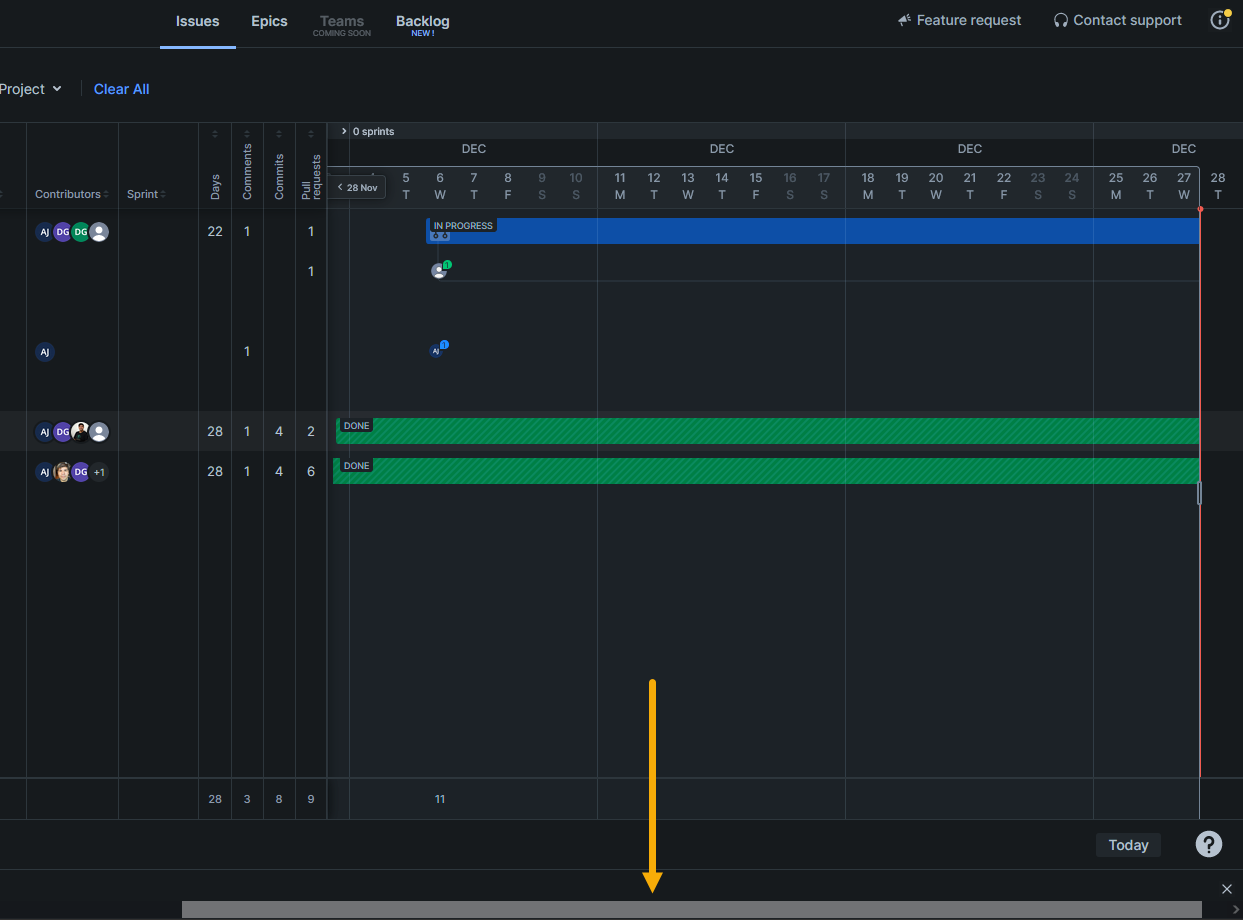 Issues Epics Teams Backlog Feature request Contact support
COMING SOON NEW !
Project Clear All
0 sprints
DEC DEC DEC DEC
Days Comments Commits Pull requests
28 Nov
5 6 7 8 9 10 11 12 13 14 15 16 17 18 19 20 21 22 23 24 25 26 27 28
T W T F S S M T W T F S S M T W T F S S M T W T
Contributors Sprint
AJ DG DG 22 1 1 IN PROGRESS
1 1
AJ 1 AJ 1
AJ DG 28 1 4 2 DONE
AJ DG +1 28 1 4 6 DONE
28 3 8 9 11
Today ?